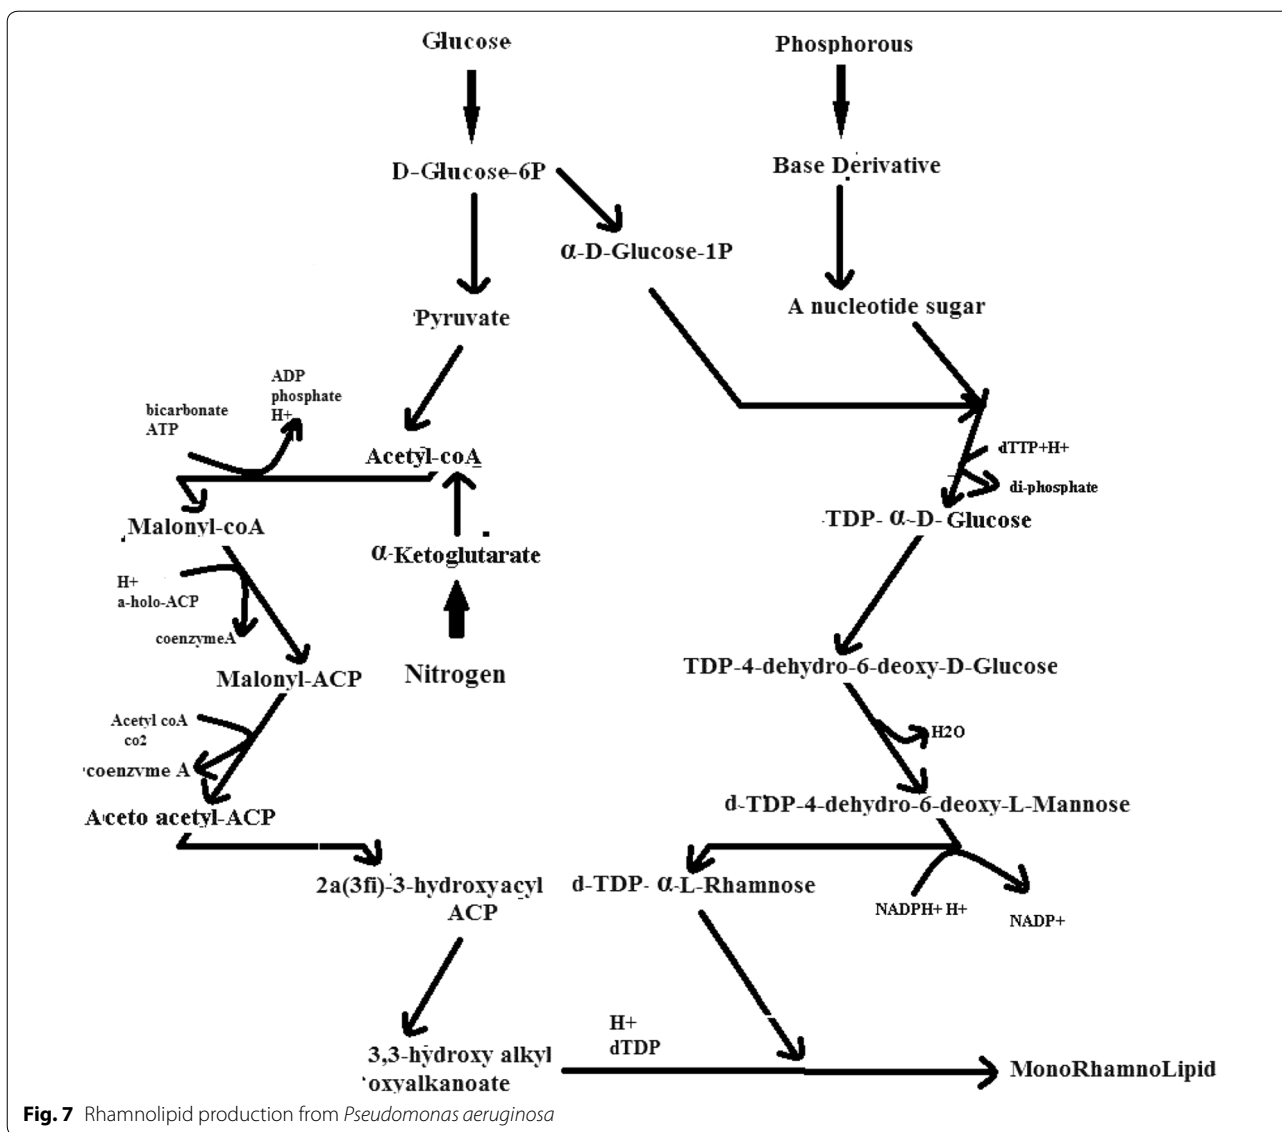 Glucose
Phosphorous
D-Glucose-6P
Base Derivative
α-D-Glucose-1P
A nucleotide sugar
Pyruvate
ADP
phosphate
H+
bicarbonate
ATP
Acetyl-coA
dTTP+H+
di-phosphate
Malonyl-coA
TDP- α-D- Glucose
α-Ketoglutarate
H+
a-holo-ACP
coenzymeA
Nitrogen
Malonyl-ACP
TDP-4-dehydro-6-deoxy-D-Glucose
Acetyl coA
co2
H2O
coenzyme A
Aceto acetyl-ACP
d-TDP-4-dehydro-6-deoxy-L-Mannose
2a(3fi)-3-hydroxyacyl
ACP
d-TDP- α-L-Rhamnose
NADPH+ H+
NADP+
H+
dTDP
3,3-hydroxy alkyl
oxyalkanoate
MonoRhamnoLipid
Fig. 7 Rhamnolipid production from Pseudomonas aeruginosa